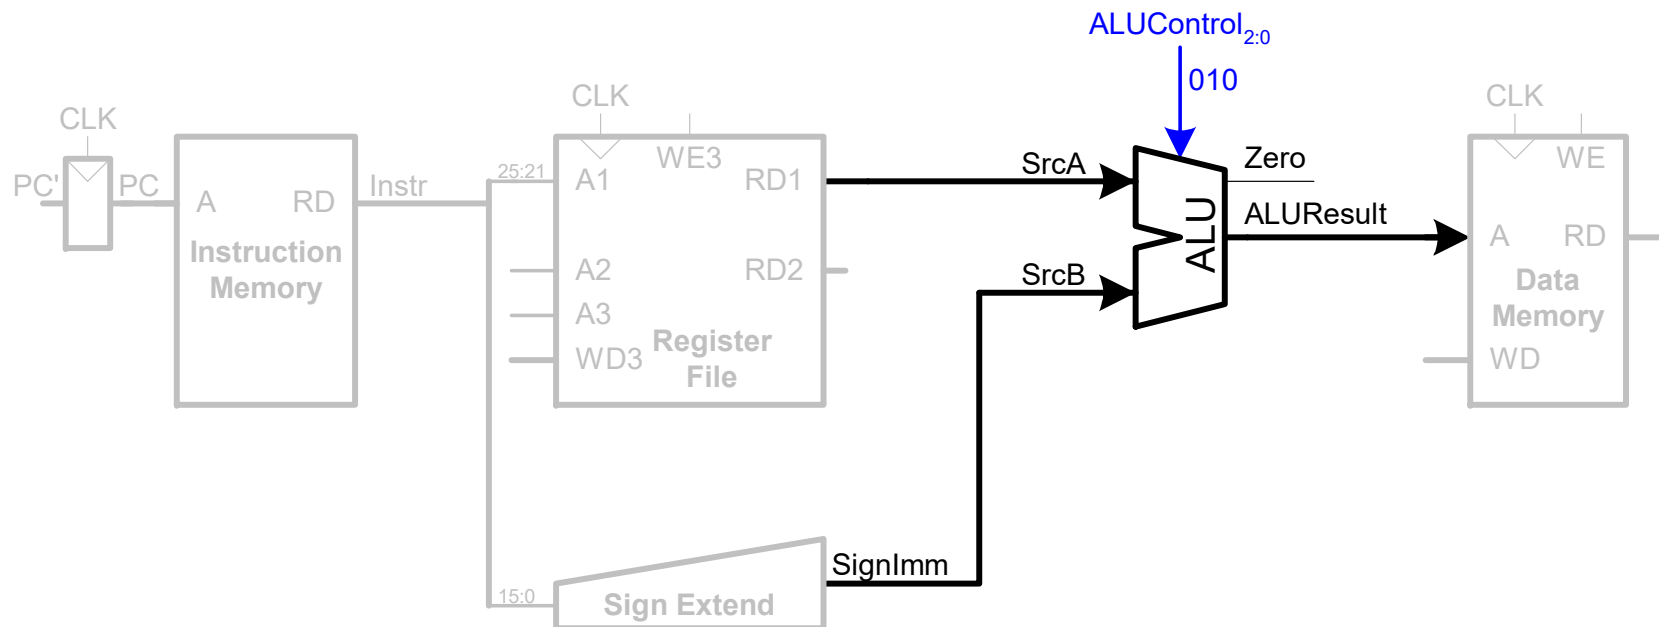 ALUControl2:0
010
CLK
CLK
CLK
PC'
PC
A
RD
Instr
Instruction
Memory
25:21
A1
WE3
RD1
A2
RD2
A3
WD3
Register
File
SrcA
SrcB
ALU
Zero
ALUResult
WE
A
RD
Data
Memory
WD
15:0
Sign Extend
SignImm